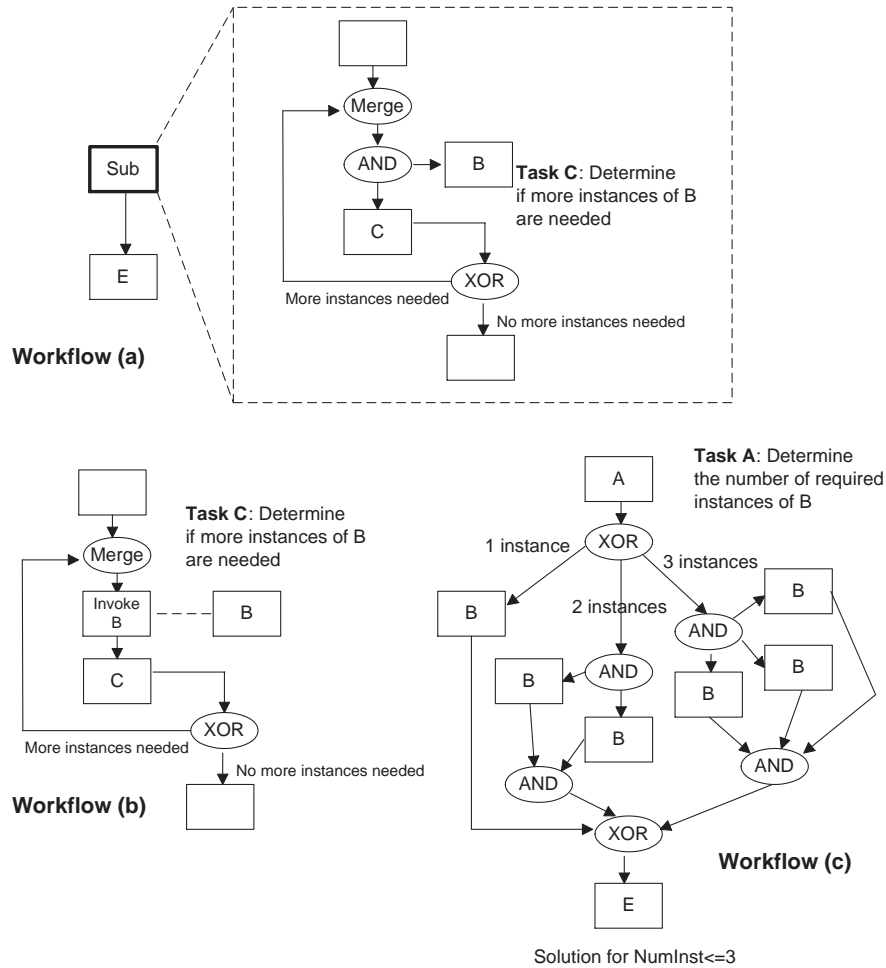 Merge
AND
B
Sub
Task C: Determine
if more instances of B
are needed
C
E
XOR
More instances needed
No more instances needed
Workflow (a)
Task C: Determine
if more instances of B
are needed
Merge
Invoke
B
B
C
XOR
More instances needed
No more instances needed
Workflow (b)
Task A: Determine
the number of required
instances of B
A
XOR
1 instance
3 instances
2 instances
B
B
AND
B
AND
B
B
B
AND
AND
XOR
Workflow (c)
E
Solution for NumInst<=3